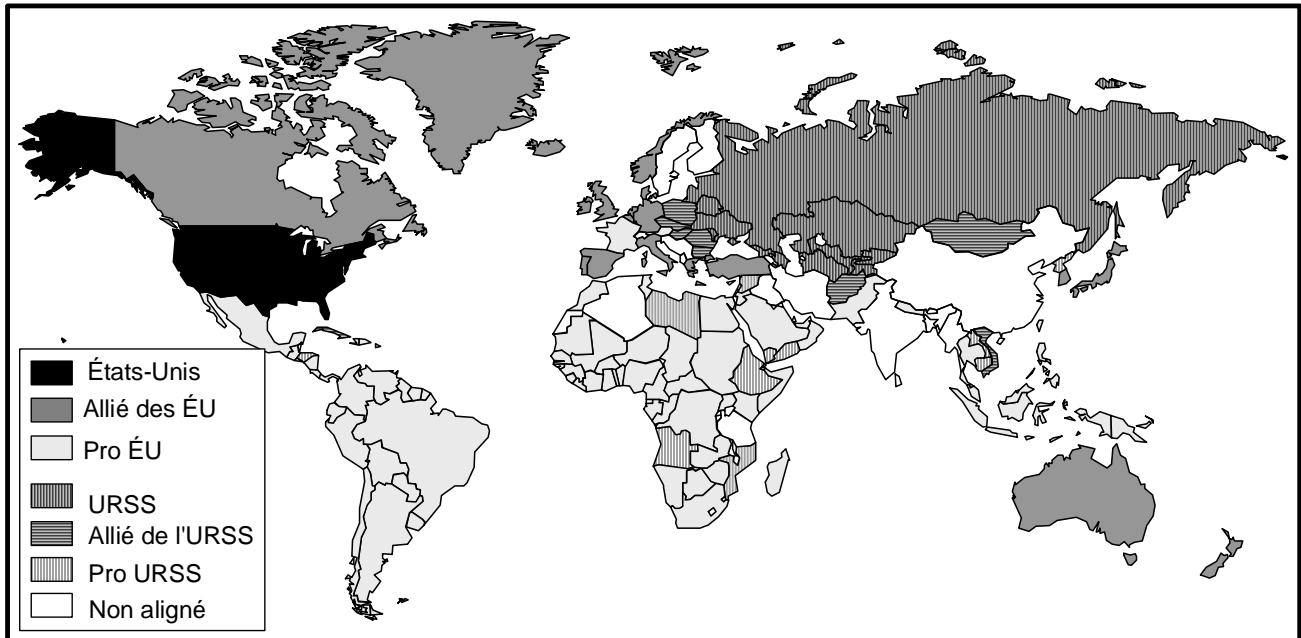 États-Unis
Allié des ÉU
Pro ÉU
URSS
Allié de l'URSS
Pro URSS
Non aligné